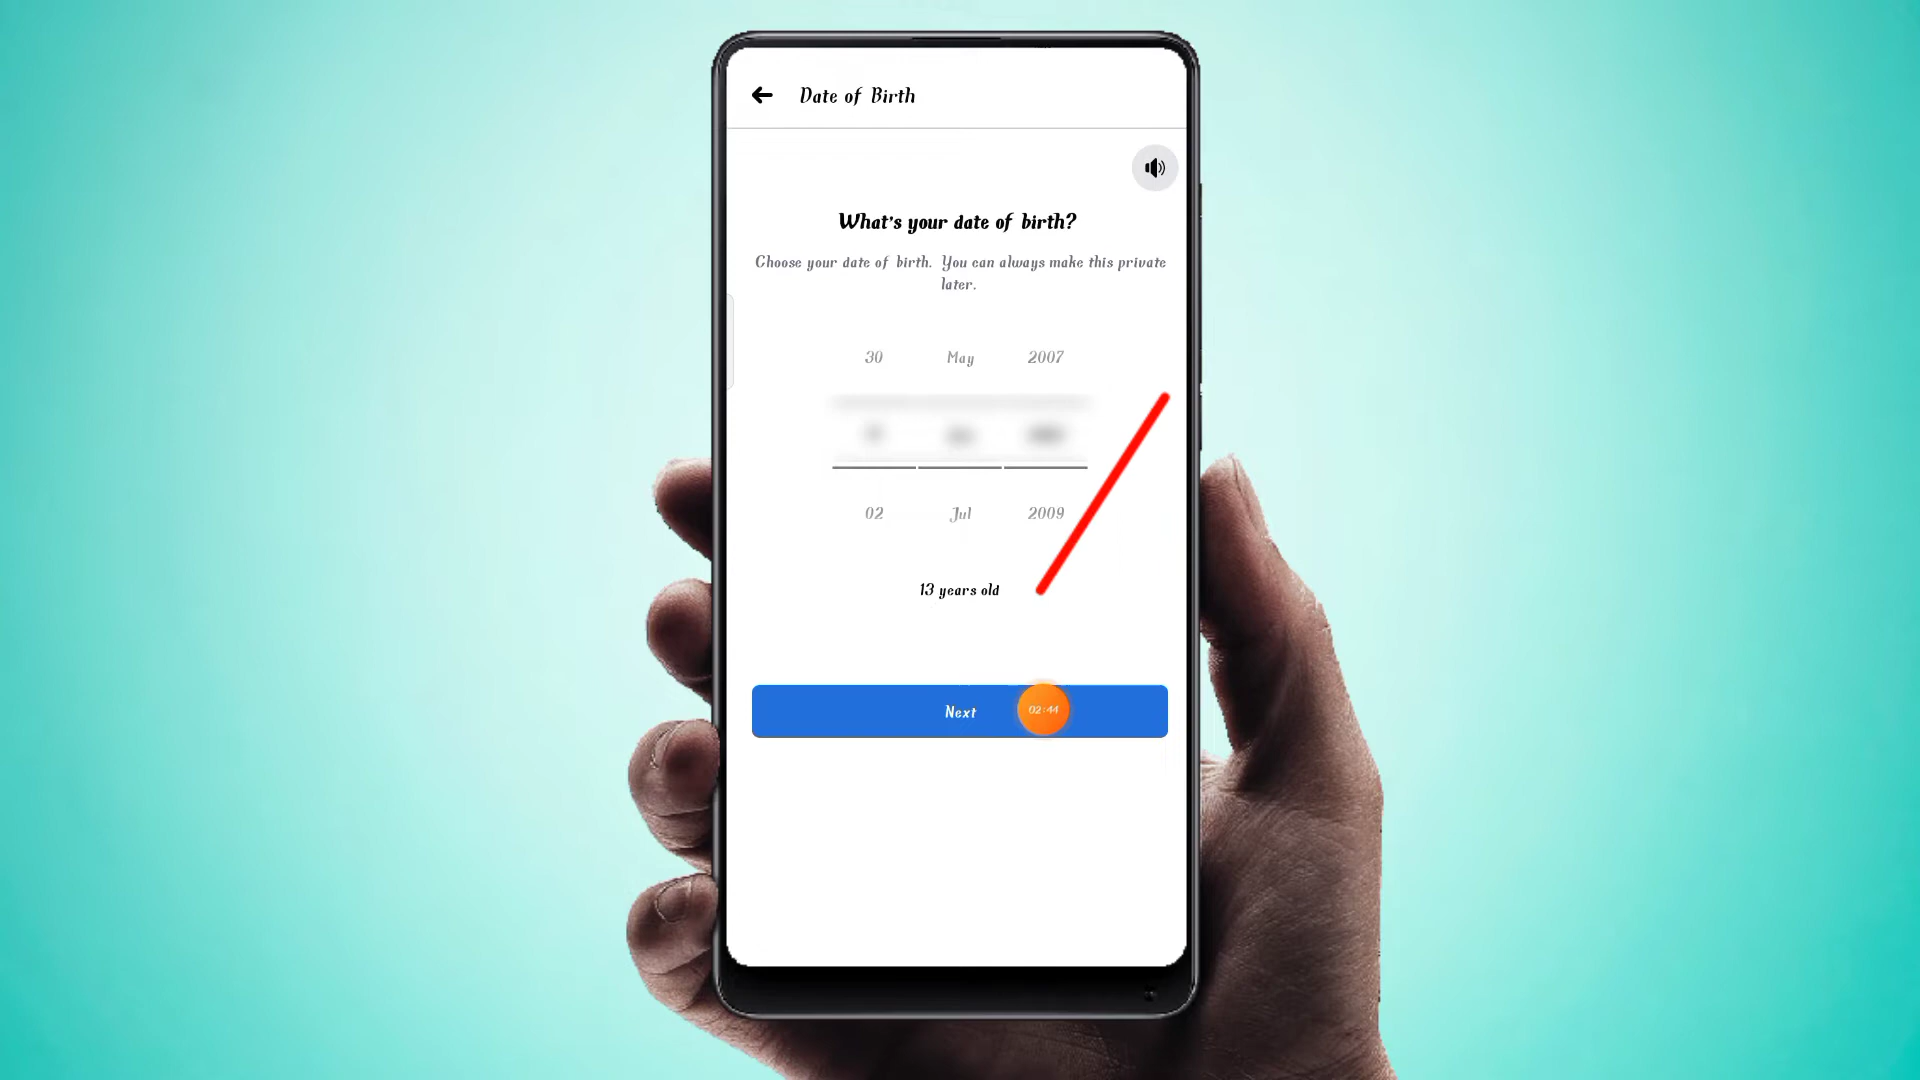 Date of Birth
What's your date of birth?
Choose your date of birth. You can always make this private
later.
30 May 2007
02 Jul 2009
13 years old
Next
02:44